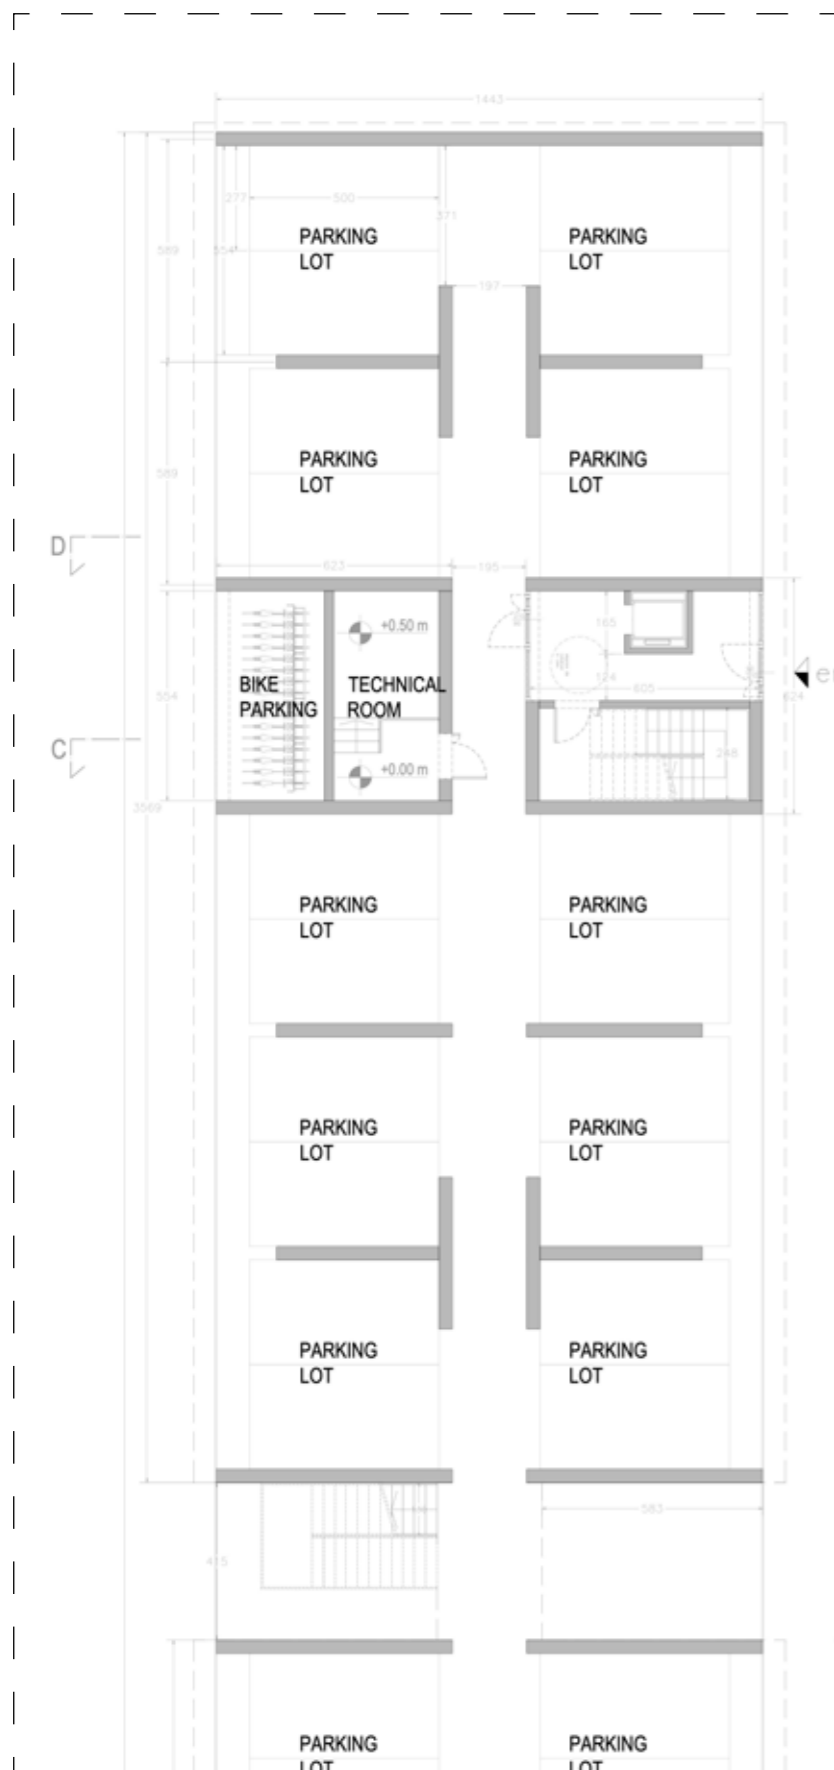 1443
277
500
371
PARKING
LOT
PARKING
LOT
589
554
197
PARKING
LOT
PARKING
LOT
589
D
623
195
+0.50 m
165
BIKE
PARKING
TECHNICAL
ROOM
124
605
624
554
C
248
+0.00 m
3569
PARKING
LOT
PARKING
LOT
PARKING
LOT
PARKING
LOT
PARKING
LOT
PARKING
LOT
583
415
PARKING
LOT
PARKING
LOT